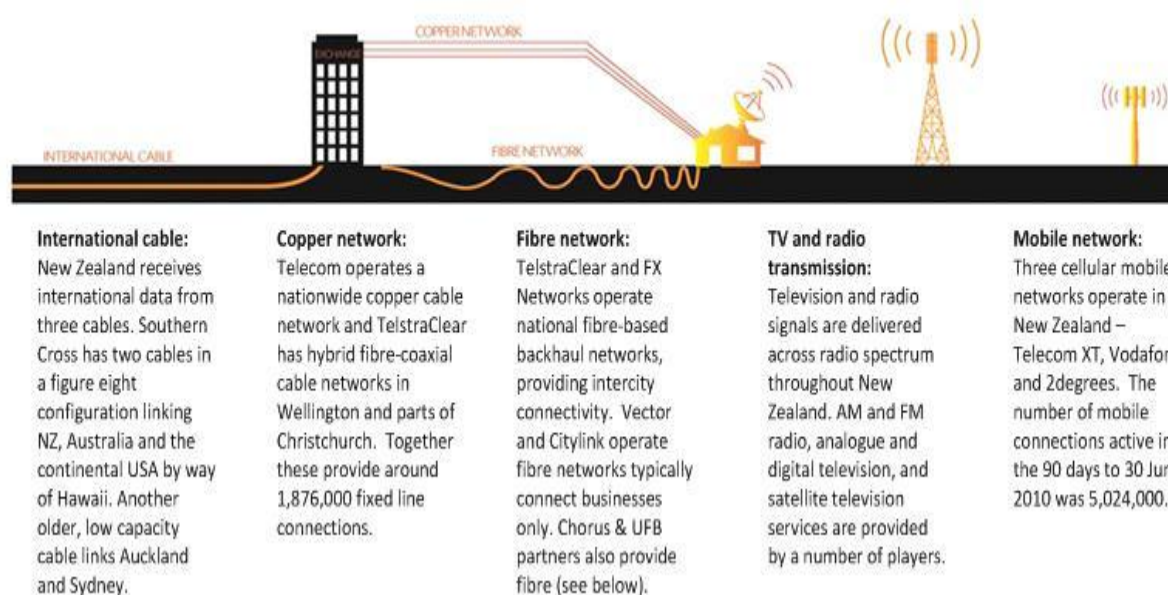 COPPER NETWORK
EXCHANGE
INTERNATIONAL CABLE
FIBRE NETWORK
International cable:
New Zealand receives
international data from
three cables. Southern
Cross has two cables in
a figure eight
configuration linking
NZ, Australia and the
continental USA by way
of Hawaii. Another
older, low capacity
cable links Auckland
and Sydney.
Copper network:
Telecom operates a
nationwide copper cable
network and TelstraClear
has hybrid fibre-coaxial
cable networks in
Wellington and parts of
Christchurch. Together
these provide around
1,876,000 fixed line
connections.
Fibre network:
TelstraClear and FX
Networks operate
national fibre-based
backhaul networks,
providing intercity
connectivity. Vector
and Citylink operate
fibre networks typically
connect businesses
only. Chorus & UFB
partners also provide
fibre (see below).
TV and radio
transmission:
Television and radio
signals are delivered
across radio spectrum
throughout New
Zealand. AM and FM
radio, analogue and
digital television, and
satellite television
services are provided
by a number of players.
Mobile network:
Three cellular mobile
networks operate in
New Zealand –
Telecom XT,
and 2degrees. The
number of mobile
connections active
the 90 days to 30
2010 was 5,024,000.